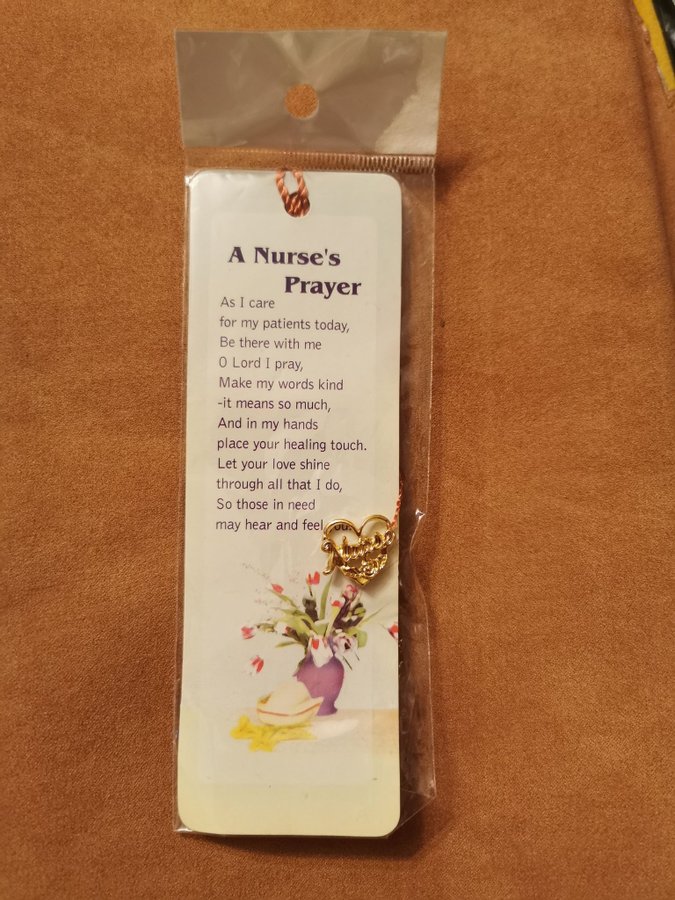 A Nurse's
Prayer
As I care
for my patients today,
Be there with me
O Lord I pray,
Make my words kind
-it means so much,
And in my hands
place your healing touch.
Let your love shine
through all that I do,
So those in need
may hear and feel